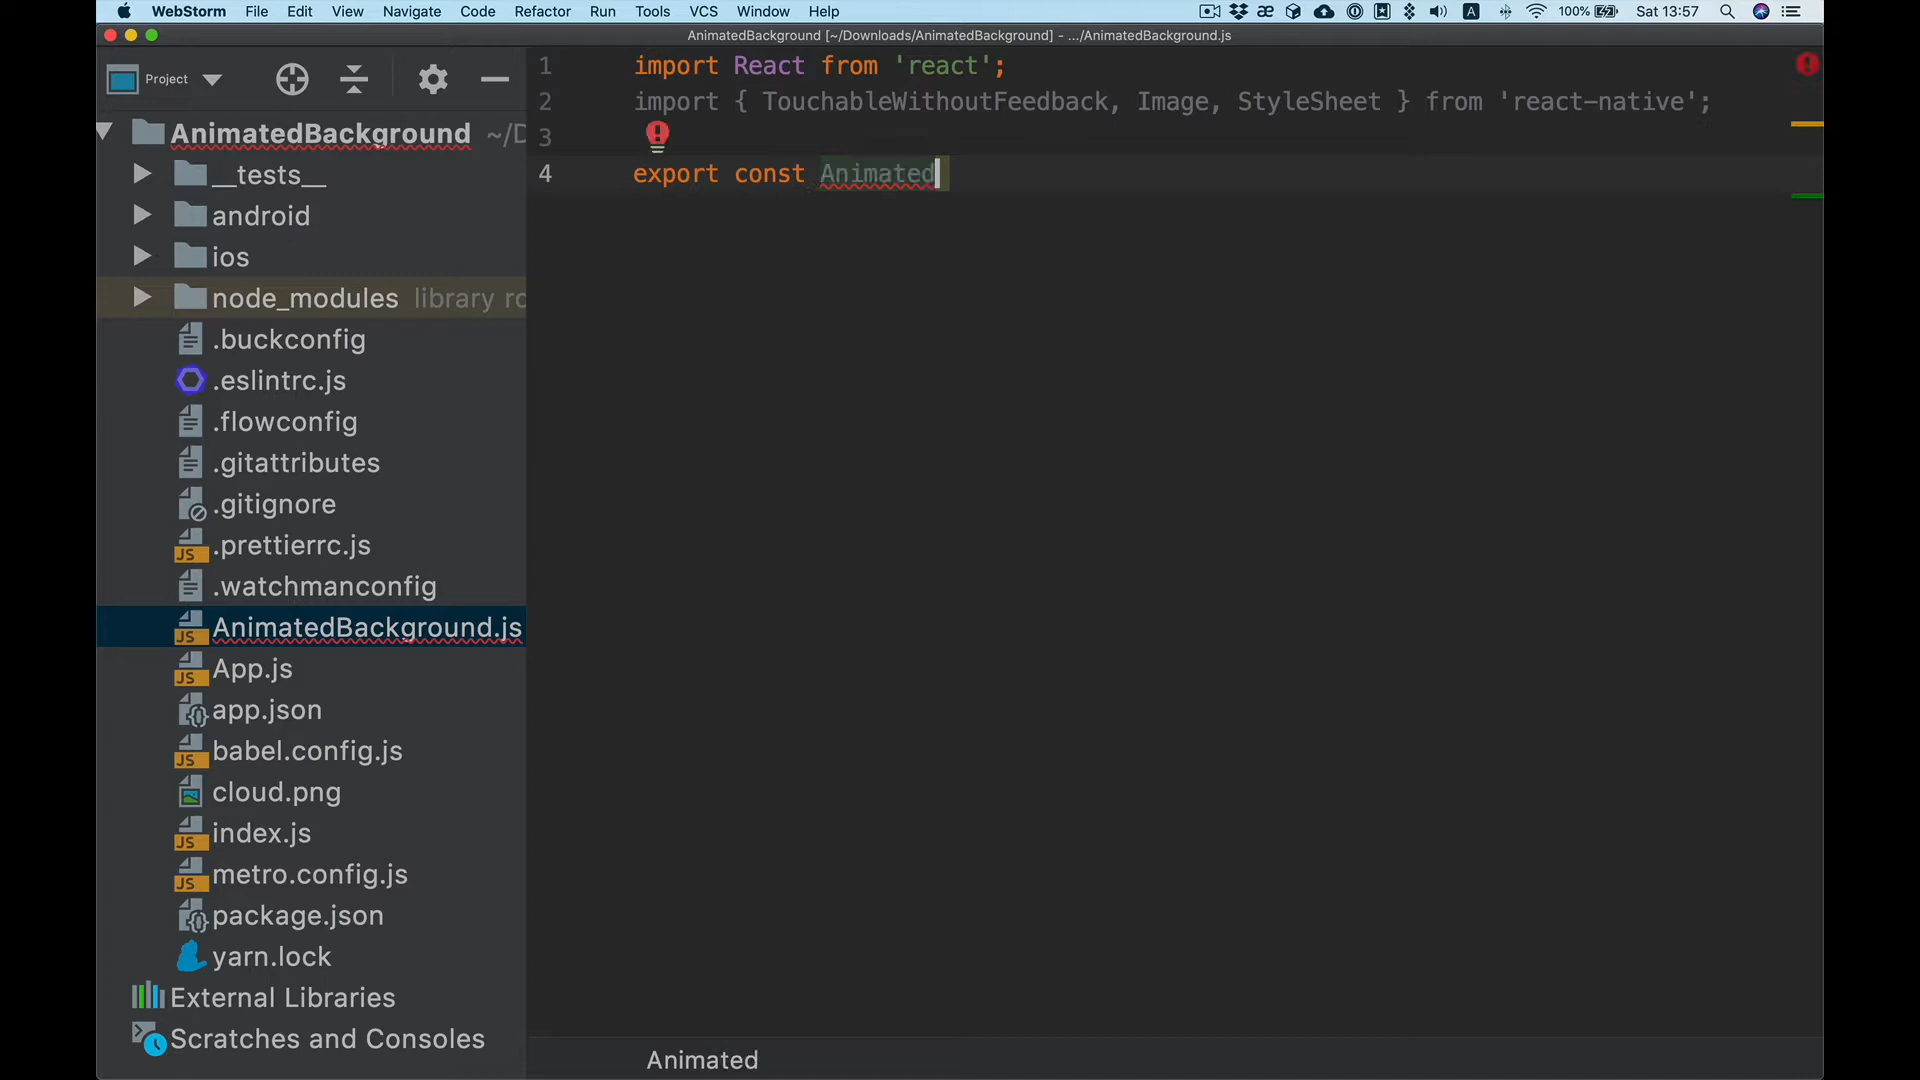 WebStorm File Edit View Navigate Code Refactor Run Tools VCS Window Help 100% Sat 13:57
AnimatedBackground [~/Downloads/AnimatedBackground] - .../AnimatedBackground.js
Project
AnimatedBackground ~/D
__tests__
android
ios
node_modules library ro
.buckconfig
.eslintrc.js
.flowconfig
.gitattributes
.gitignore
.prettierrc.js
.watchmanconfig
AnimatedBackground.js
App.js
app.json
babel.config.js
cloud.png
index.js
metro.config.js
package.json
yarn.lock
External Libraries
Scratches and Consoles
1 import React from 'react';
2 import { TouchableWithoutFeedback, Image, StyleSheet } from 'react-native';
3
4 export const Animated
Animated